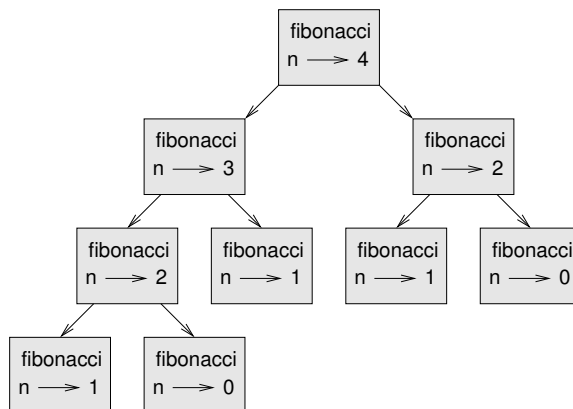 fibonacci
n → 4
fibonacci
n → 3
fibonacci
n → 2
fibonacci
n → 2
fibonacci
n → 1
fibonacci
n → 1
fibonacci
n → 0
fibonacci
n → 1
fibonacci
n → 0